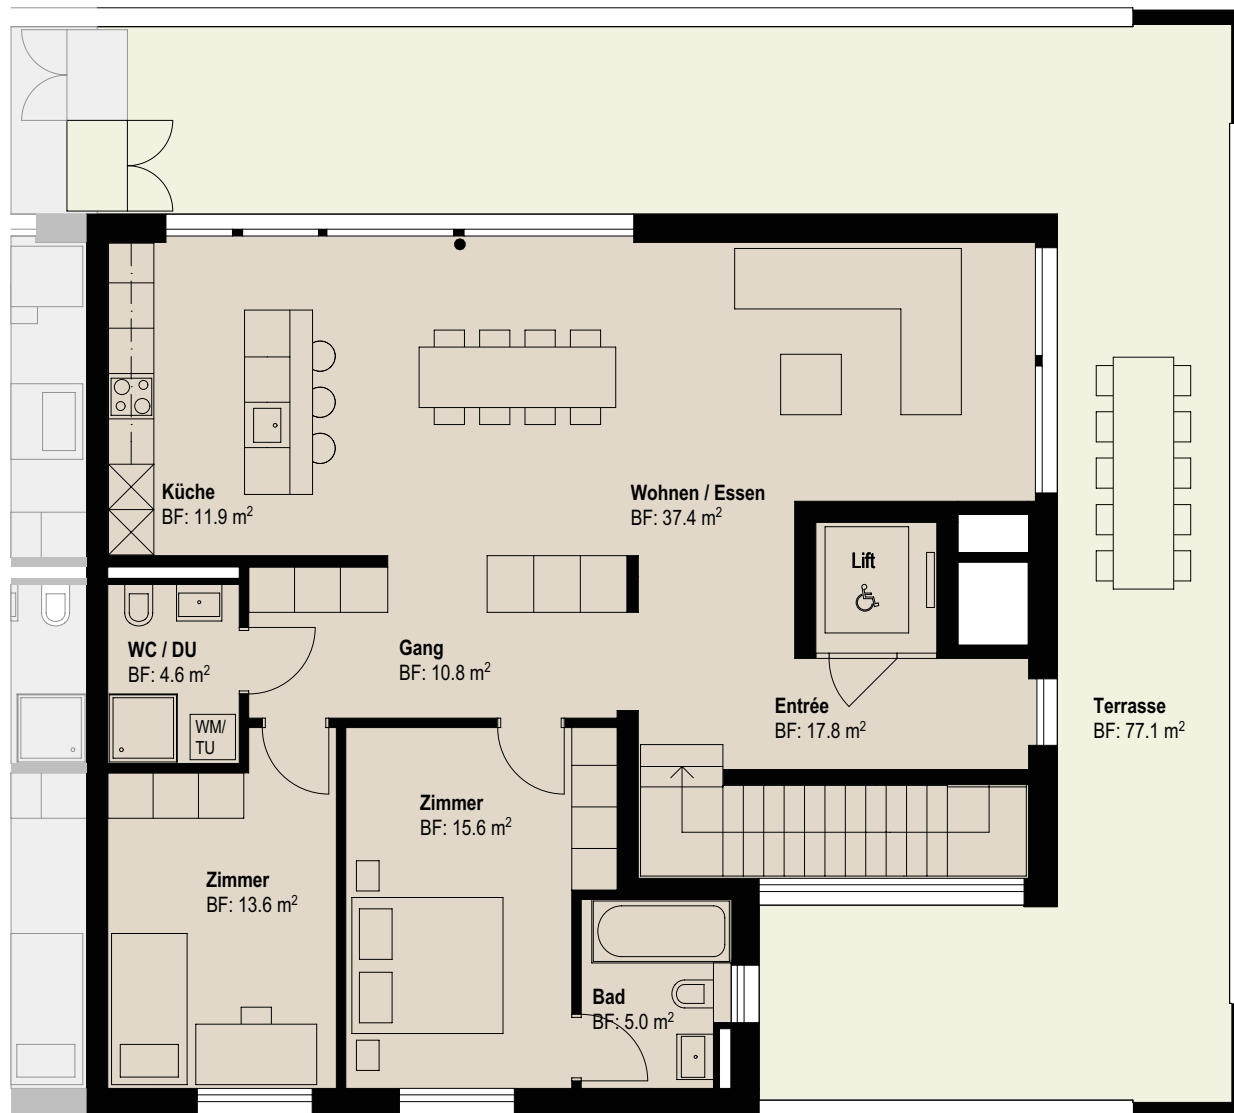 Küche
BF: 11.9 m²
Wohnen / Essen
BF: 37.4 m²
Lift
WC / DU
BF: 4.6 m²
Gang
BF: 10.8 m²
WM/
TU
Entrée
BF: 17.8 m²
Terrasse
BF: 77.1 m²
Zimmer
BF: 15.6 m²
Zimmer
BF: 13.6 m²
Bad
BF: 5.0 m²